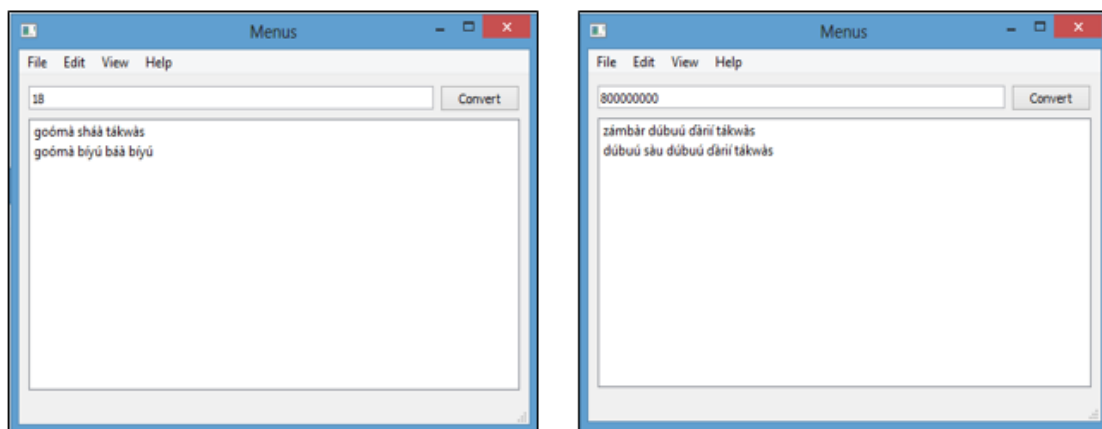 Menus
File Edit View Help
18
Convert
goómà sháà tákwàs
goómà bíyú báà bíyú
Menus
File Edit View Help
800000000
Convert
zámbàr dúbuú ɗàrií tákwàs
dúbuú sàu dúbuú ɗàrií tákwàs